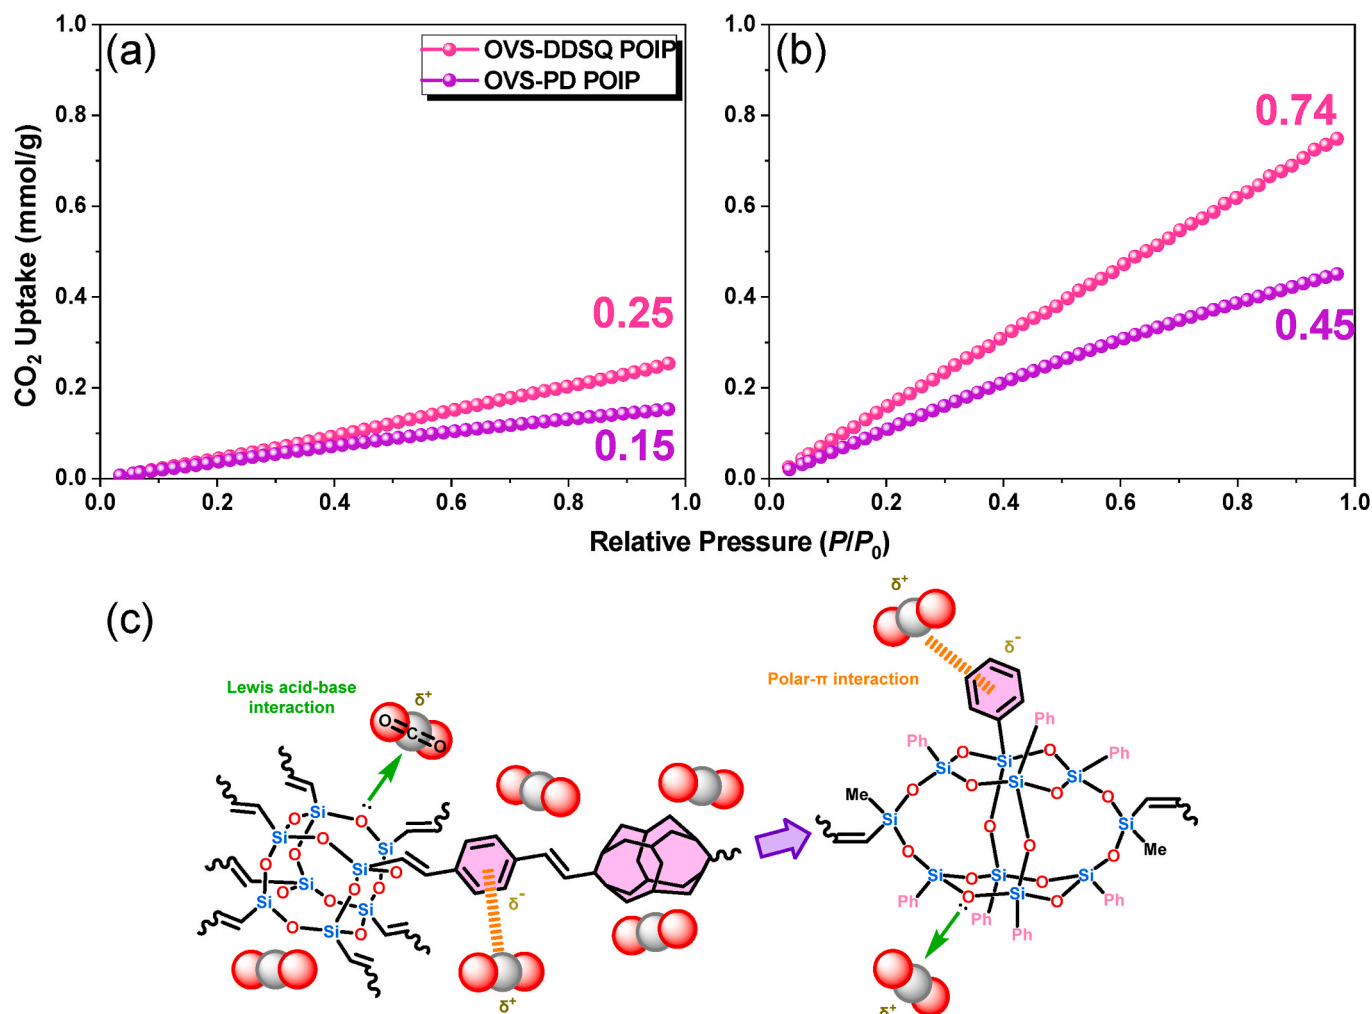 (a)
OVS-DDSQ POIP
OVS-PD POIP
1.0
0.8
0.6
0.4
0.2
0.0
CO2 Uptake (mmol/g)
0.25
0.15
0.0 0.2 0.4 0.6 0.8 1.0
(b)
1.0
0.8
0.6
0.4
0.2
0.0
0.74
0.45
0.0 0.2 0.4 0.6 0.8 1.0
Relative Pressure (P/P0)
(c)
Lewis acid-base
interaction
δ+
O C O
Si
Si
O
O
Si
O
Si
O
Si
O
O
Si
O
O
Si
Si
O
O
O
δ-
δ+
δ+
δ-
Polar-π interaction
Ph
Ph
O
Si
O
Ph
Si
O
Si
O
Si
Me
O
O
Si
O
O
Si
Me
O
O
Si
O
Si
O
Si
Ph
O
Si
O
Ph
Ph
Ph
δ+